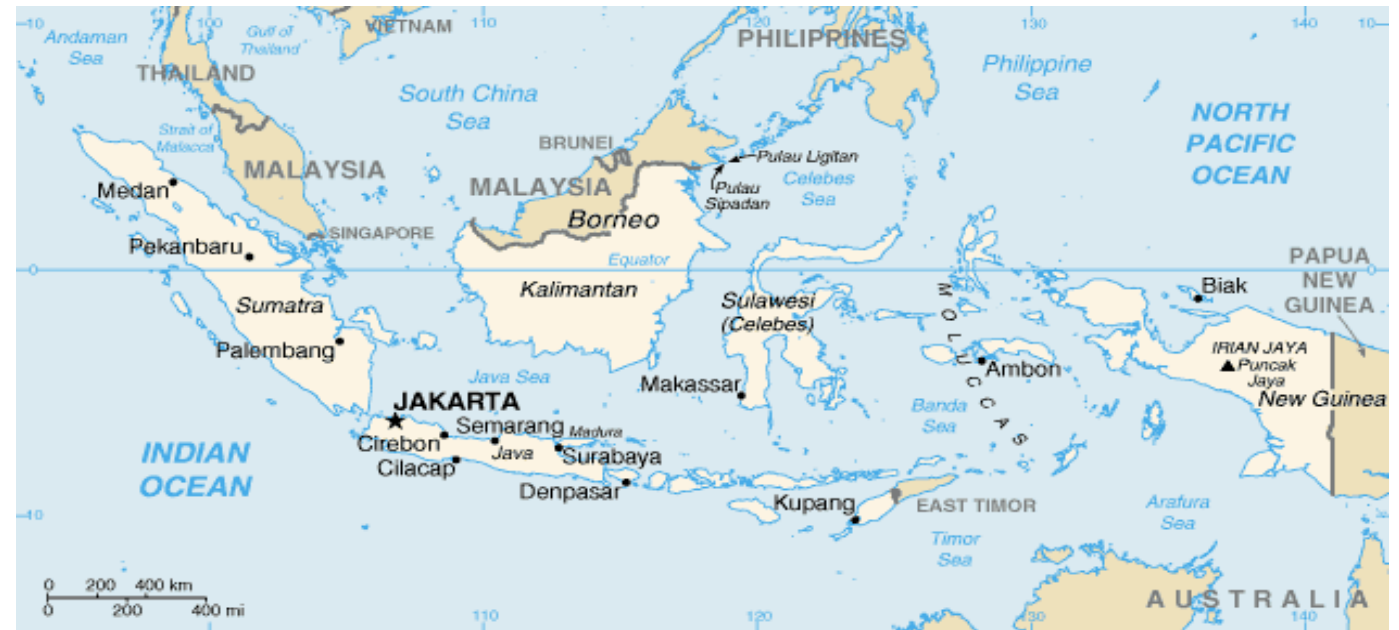 10
100
110
120
130
140
10
Andaman
Sea
Gulf of
Thailand
VIETNAM
PHILIPPINES
Philippine
Sea
THAILAND
South China
Sea
NORTH
PACIFIC
OCEAN
Strait of
Malacca
BRUNEI
Pulau Ligitan
MALAYSIA
MALAYSIA
Celebes
Sea
Pulau
Sipadan
Medan
Borneo
SINGAPORE
Pekanbaru
Equator
0
0
PAPUA
NEW
GUINEA
Sumatra
Kalimantan
Sulawesi
(Celebes)
MOLUCCAS
Biak
Palembang
IRIAN JAYA
Puncak
Jaya
Ambon
Java Sea
Makassar
New Guinea
JAKARTA
Banda
Sea
Semarang
Madura
Cirebon
Java
Surabaya
Cilacap
INDIAN
OCEAN
Denpasar
Kupang
EAST TIMOR
Arafura
Sea
10
Timor
Sea
0 200 400 km
0 200 400 mi
AUSTRALIA
110
120
130
140